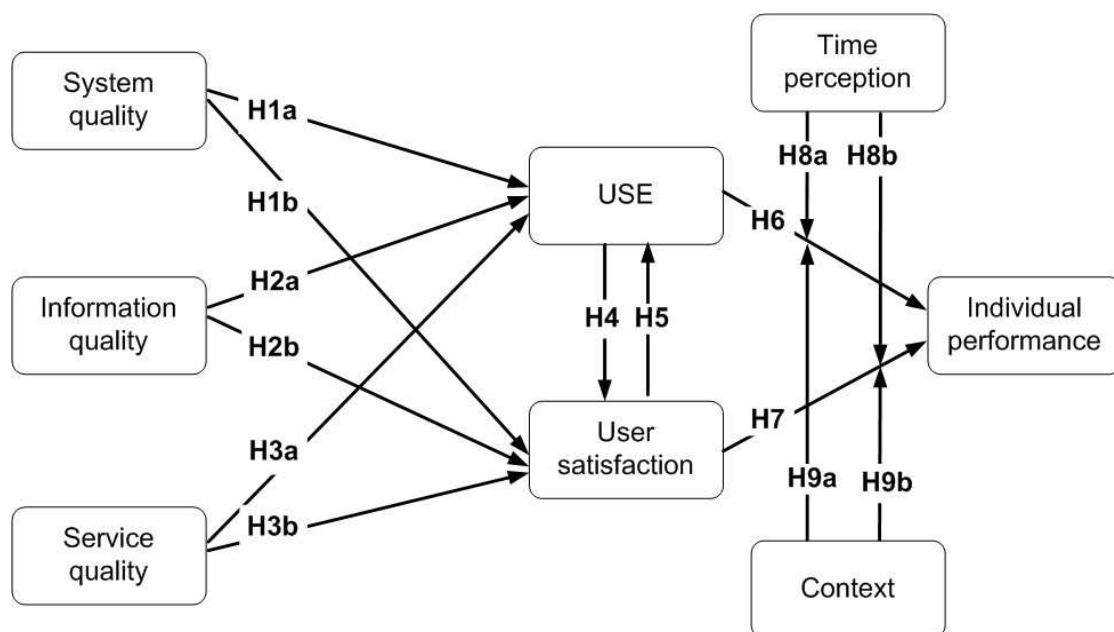 System
quality
H1a
H1b
Information
quality
H2a
H2b
Service
quality
H3a
H3b
USE
H4
H5
User
satisfaction
Time
perception
H8a
H8b
H6
H7
H9a
H9b
Context
Individual
performance